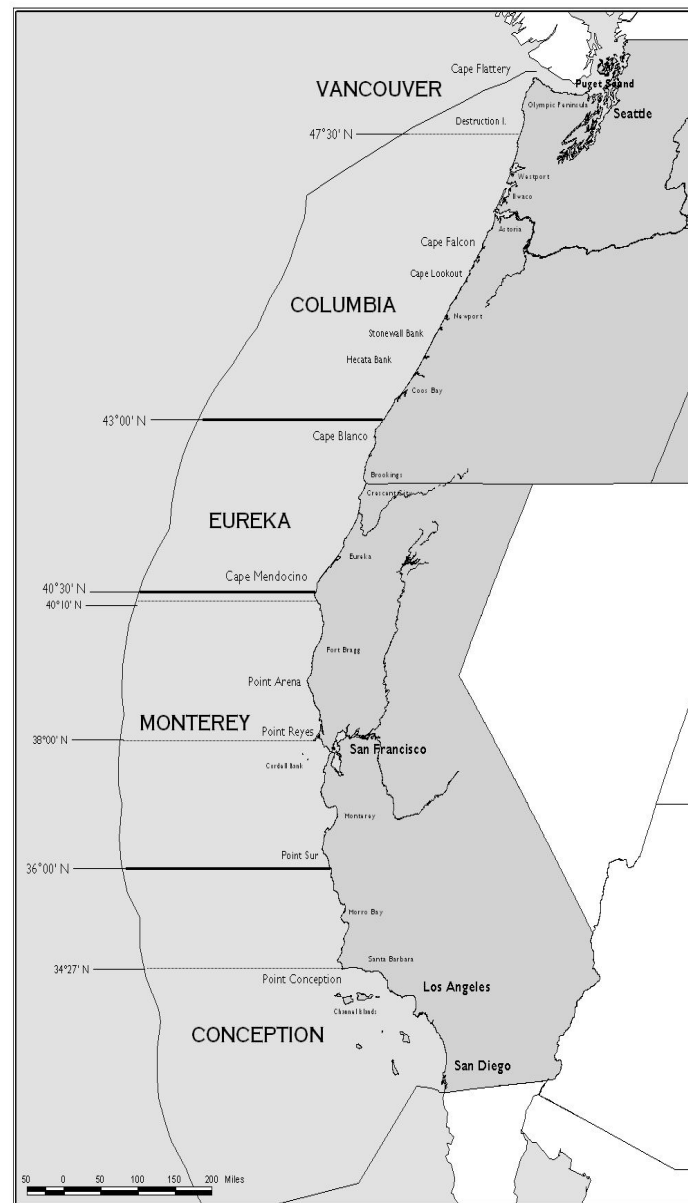 Cape Flattery
VANCOUVER
Puget Sound
Olympic Peninsula
Seattle
Destruction I.
47°30' N
Westport
Ilwaco
Astoria
Cape Falcon
Cape Lookout
COLUMBIA
Newport
Stonewall Bank
Hecata Bank
Coos Bay
43°00' N
Cape Blanco
Brookings
Crescent City
EUREKA
Eureka
Cape Mendocino
40°30' N
40°10' N
Fort Bragg
Point Arena
MONTEREY
Point Reyes
38°00' N
San Francisco
Cordell Bank
Monterey
Point Sur
36°00' N
Morro Bay
Santa Barbara
34°27' N
Point Conception
Los Angeles
Channel Islands
CONCEPTION
San Diego
50 0 50 100 150 200 Miles